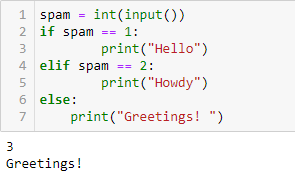 1 spam = int(input())
2 if spam == 1:
3         print("Hello")
4 elif spam == 2:
5         print("Howdy")
6 else:
7     print("Greetings! ")
3
Greetings!